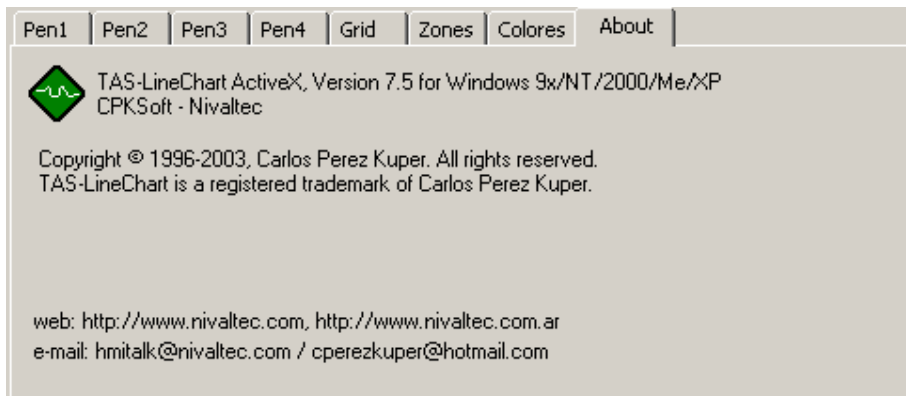 Pen1 Pen2 Pen3 Pen4 Grid Zones Colores About
TAS-LineChart ActiveX, Version 7.5 for Windows 9x/NT/2000/Me/XP
CPKSoft - Nivaltec
Copyright © 1996-2003, Carlos Perez Kuper. All rights reserved.
TAS-LineChart is a registered trademark of Carlos Perez Kuper.
web: http://www.nivaltec.com, http://www.nivaltec.com.ar
e-mail: hmitalk@nivaltec.com / cperezkuper@hotmail.com